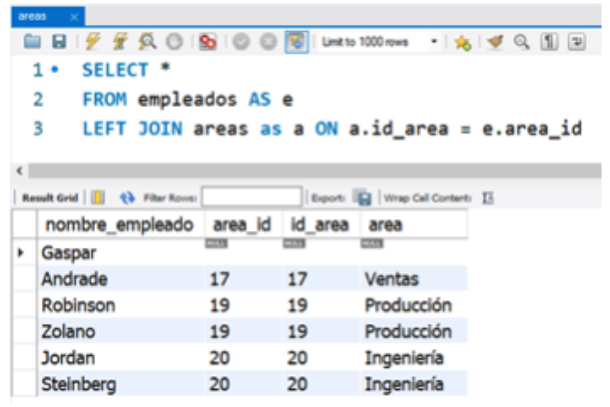 areas
Limit to 1000 rows
1 SELECT *
2 FROM empleados AS e
3 LEFT JOIN areas as a ON a.id_area = e.area_id
Result Grid Filter Rows: Export: Wrap Cell Content:
nombre_empleado area_id id_area area
Gaspar NULL NULL NULL
Andrade 17 17 Ventas
Robinson 19 19 Producción
Zolano 19 19 Producción
Jordan 20 20 Ingeniería
Steinberg 20 20 Ingeniería